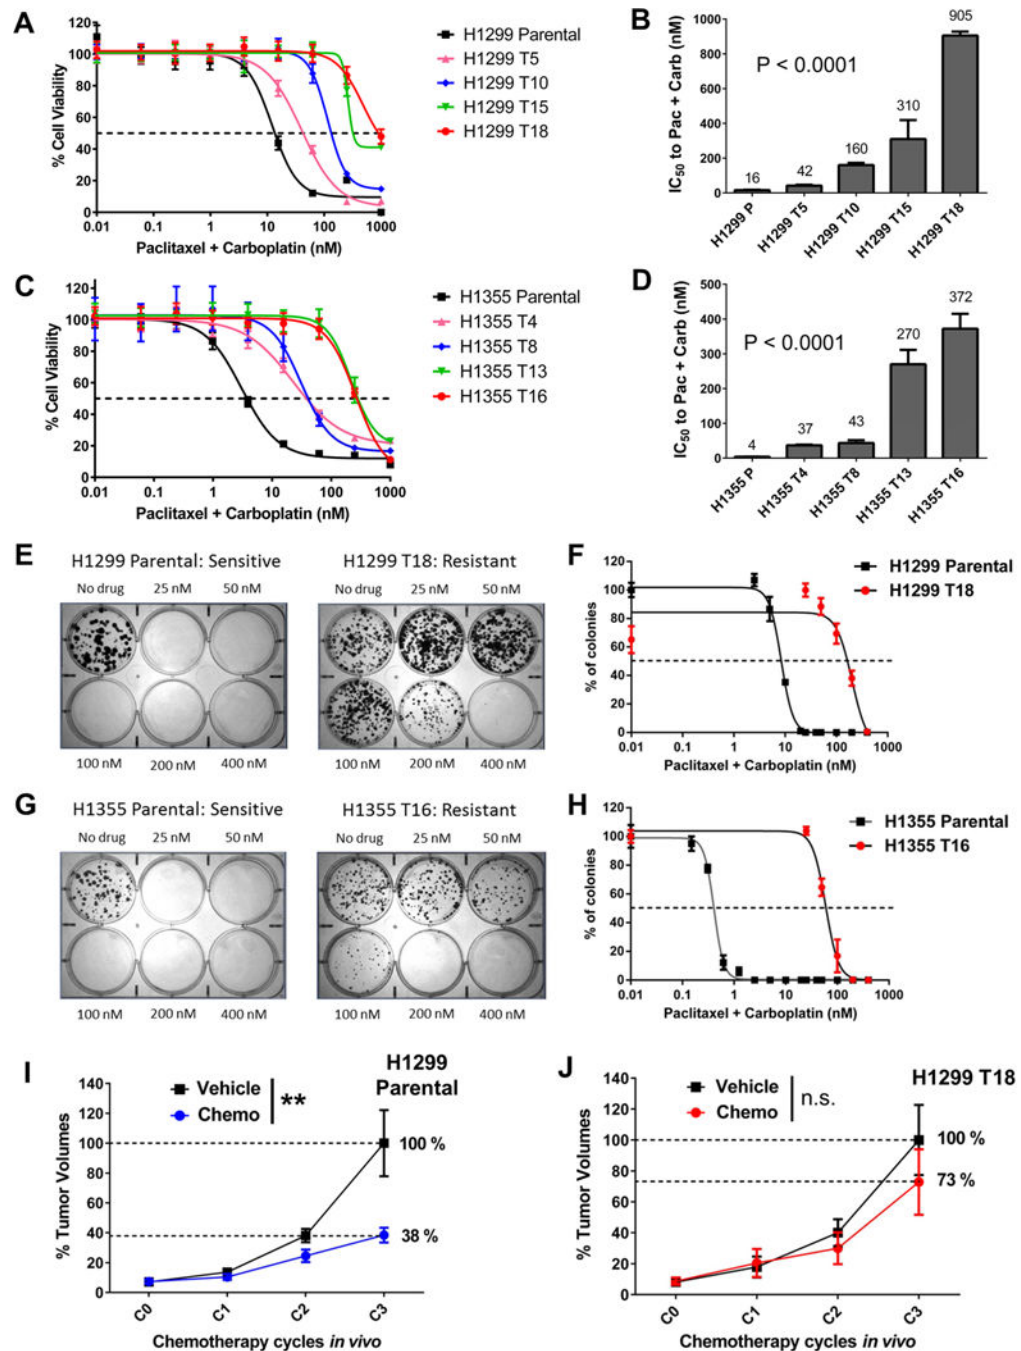 A
120
100
80
60
40
20
0
% Cell Viability
0.01
0.1
1
10
100
1000
Paclitaxel + Carboplatin (nM)
H1299 Parental
H1299 T5
H1299 T10
H1299 T15
H1299 T18
B
1000
800
600
400
200
0
IC50 to Pac + Carb (nM)
P < 0.0001
16
42
160
310
905
H1299 P
H1299 T5
H1299 T10
H1299 T15
H1299 T18
C
120
100
80
60
40
20
0
% Cell Viability
0.01
0.1
1
10
100
1000
Paclitaxel + Carboplatin (nM)
H1355 Parental
H1355 T4
H1355 T8
H1355 T13
H1355 T16
D
500
400
300
200
100
0
IC50 to Pac + Carb (nM)
P < 0.0001
4
37
43
270
372
H1355 P
H1355 T4
H1355 T8
H1355 T13
H1355 T16
E
H1299 Parental: Sensitive
No drug 25 nM 50 nM
100 nM 200 nM 400 nM
H1299 T18: Resistant
No drug 25 nM 50 nM
100 nM 200 nM 400 nM
F
120
100
80
60
40
20
0
% of colonies
0.01
0.1
1
10
100
1000
Paclitaxel + Carboplatin (nM)
H1299 Parental
H1299 T18
G
H1355 Parental: Sensitive
No drug 25 nM 50 nM
100 nM 200 nM 400 nM
H1355 T16: Resistant
No drug 25 nM 50 nM
100 nM 200 nM 400 nM
H
120
100
80
60
40
20
0
% of colonies
0.01
0.1
1
10
100
1000
Paclitaxel + Carboplatin (nM)
H1355 Parental
H1355 T16
I
140
120
100
80
60
40
20
0
% Tumor Volumes
Vehicle
Chemo
**
H1299
Parental
100 %
38 %
C0
C1
C2
C3
Chemotherapy cycles in vivo
J
140
120
100
80
60
40
20
0
% Tumor Volumes
Vehicle
Chemo
n.s.
H1299 T18
100 %
73 %
C0
C1
C2
C3
Chemotherapy cycles in vivo